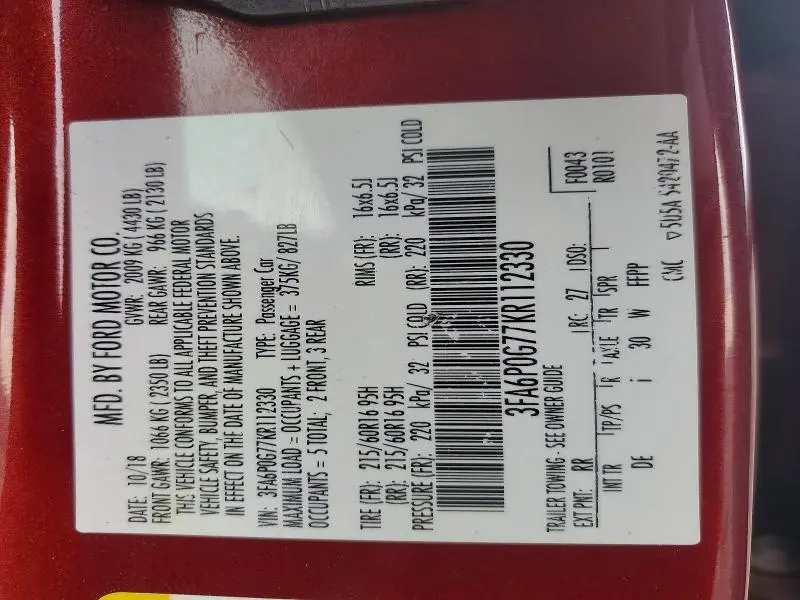 MFD. BY FORD MOTOR CO.
DATE: 10/18 GVWR: 2009 KG ( 4430 LB)
FRONT GAWR: 1066 KG ( 2350 LB) REAR GAWR: 966 KG ( 2130 LB)
THIS VEHICLE CONFORMS TO ALL APPLICABLE FEDERAL MOTOR
VEHICLE SAFETY, BUMPER, AND THEFT PREVENTION STANDARDS
IN EFFECT ON THE DATE OF MANUFACTURE SHOWN ABOVE.
VIN: 3FA6P0G77KR112330 TYPE: Passenger Car
MAXIMUM LOAD = OCCUPANTS + LUGGAGE = 375KG/ 827LB
OCCUPANTS = 5 TOTAL; 2 FRONT, 3 REAR
TIRE (FR): 215/60R16 95H RIMS (FR): 16x6.5J
(RR): 215/60R16 95H (RR): 16x6.5J
PRESSURE (FR): 220 kPa/ 32 PSI COLD (RR): 220 kPa/ 32 PSI COLD
3FA6P0G77KR112330
F0043
R0101
TRAILER TOWING - SEE OWNER GUIDE
EXT PNT: RR RC: 27 DSO:
INT TR TP/PS R AXLE TR SPR
DE i 30 W FFPP